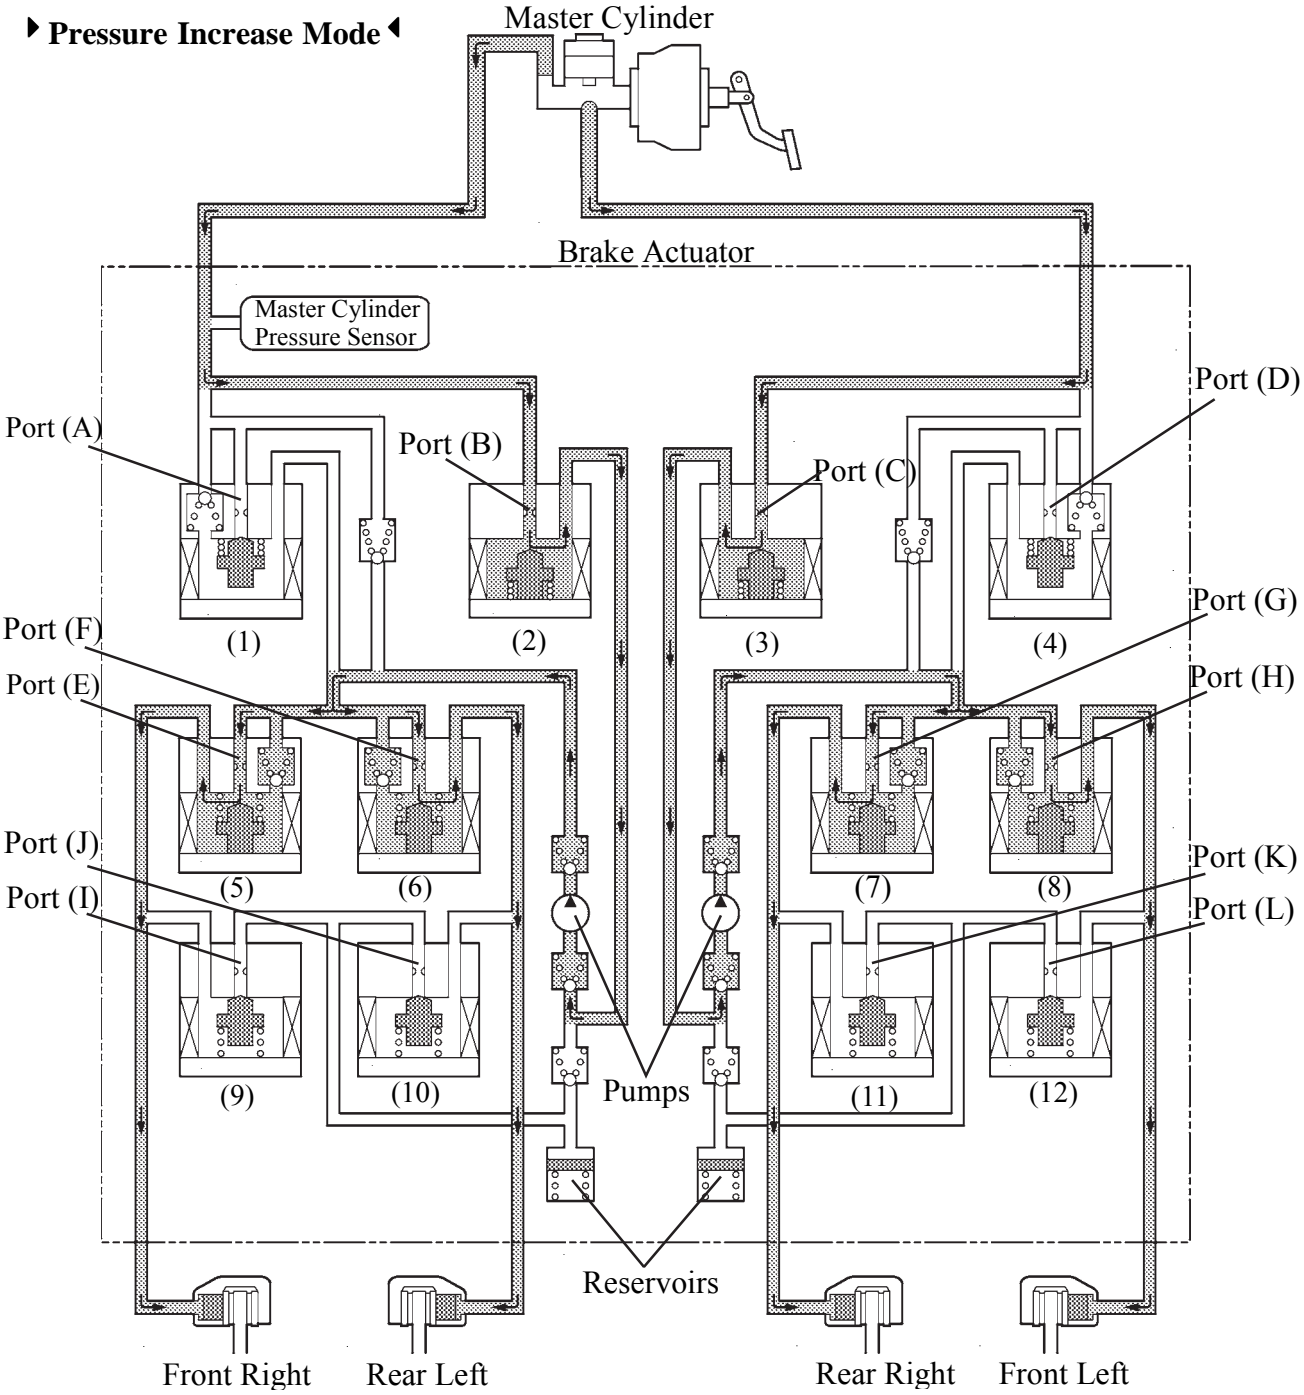 Pressure Increase Mode
Master Cylinder
Brake Actuator
Master Cylinder
Pressure Sensor
Port (A)
Port (B)
Port (C)
Port (D)
(1)
(2)
(3)
(4)
Port (F)
Port (G)
Port (E)
Port (H)
(5)
(6)
(7)
(8)
Port (J)
Port (K)
Port (I)
Port (L)
(9)
(10)
Pumps
(11)
(12)
Reservoirs
Front Right
Rear Left
Rear Right
Front Left